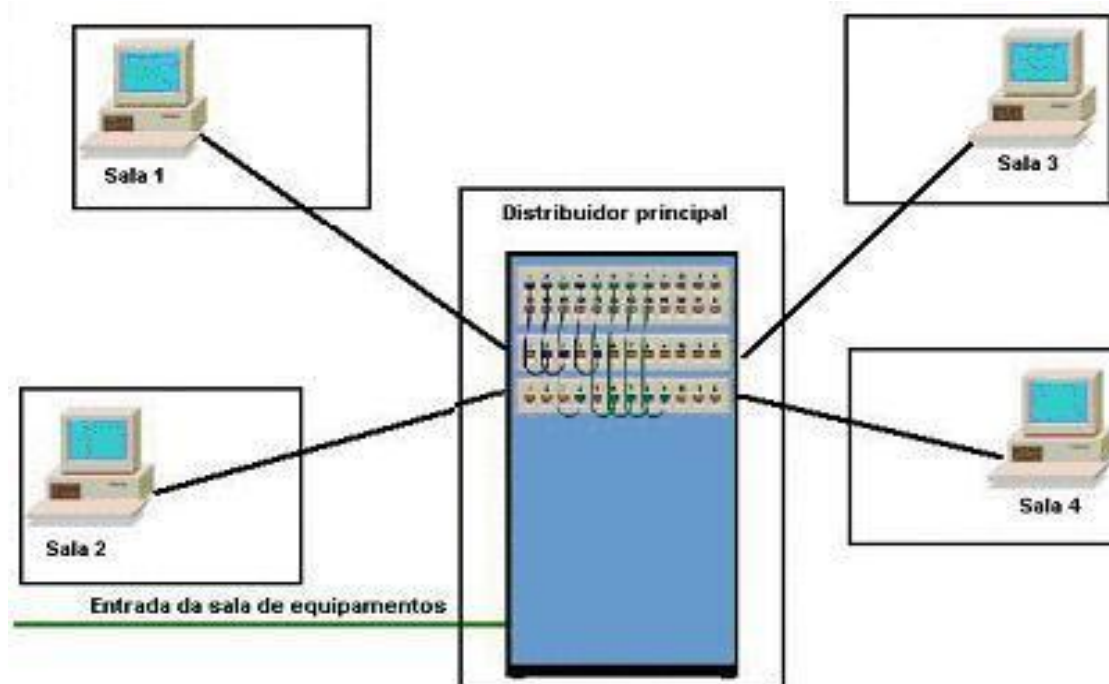 Sala 1
Sala 3
Distribuidor principal
Sala 2
Sala 4
Entrada da sala de equipamentos